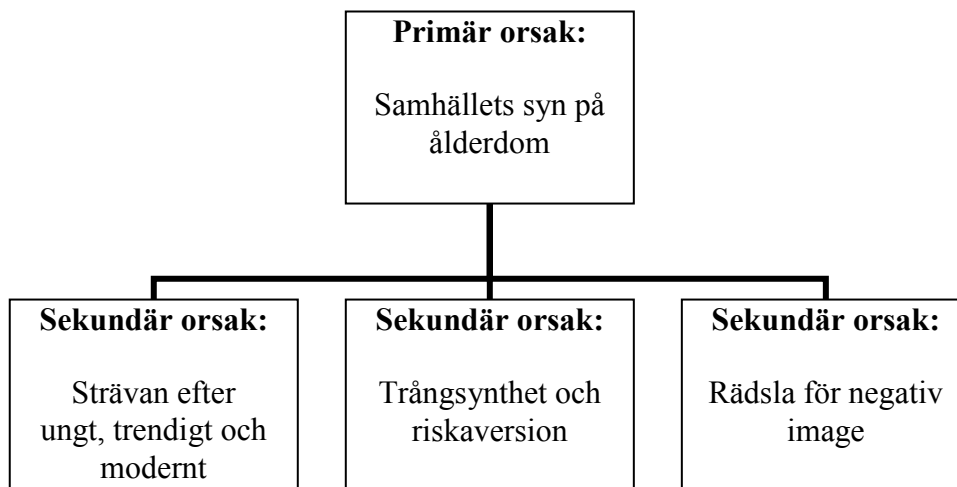 Primär orsak:
Samhällets syn på
ålderdom
Sekundär orsak:
Strävan efter
ungt, trendigt och
modernt
Sekundär orsak:
Trångsynthet och
riskaversion
Sekundär orsak:
Rädsla för negativ
image